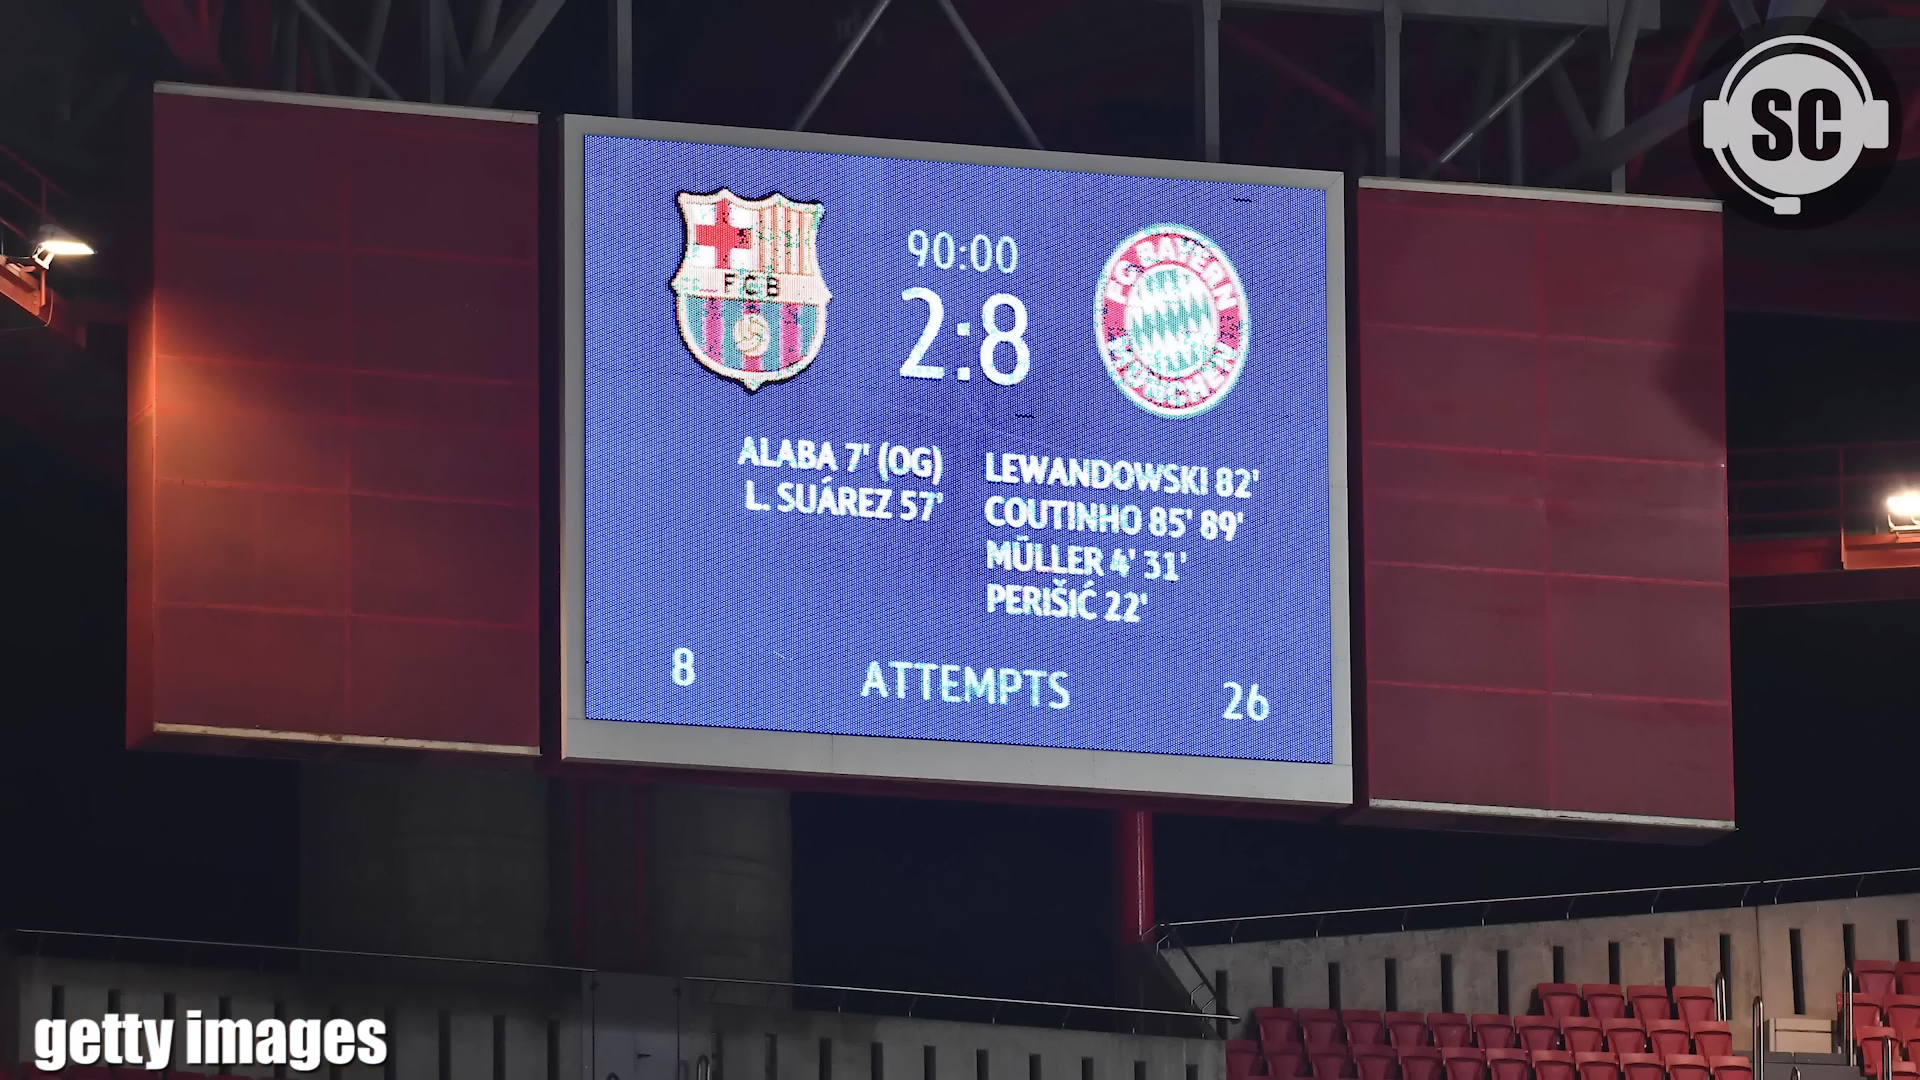 SC
FCB
90:00
2:8
FC BAYERN
MÜNCHEN
ALABA 7' (OG)
L. SUÁREZ 57'
LEWANDOWSKI 82'
COUTINHO 85' 89'
MÜLLER 4' 31'
PERIŠIĆ 22'
8 ATTEMPTS 26
getty images